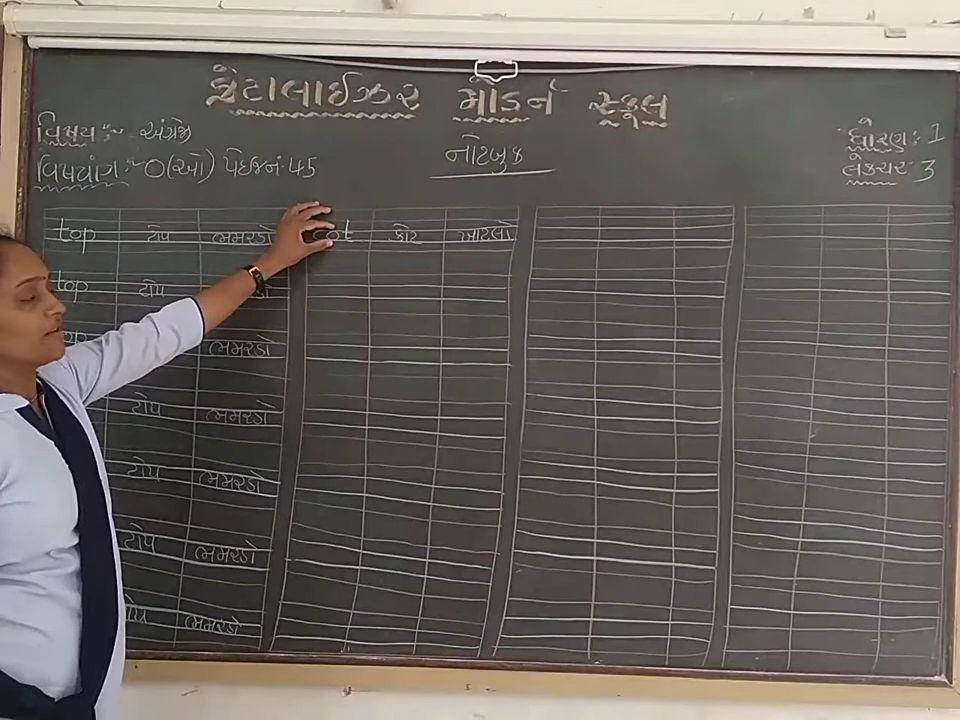 કેટાલાઈઝર મોડર્ન સ્કૂલ
વિષય :- અંગ્રેજી
ધોરણ: 1
વિષયાંગ :- O(ઓ) પેઈજનં. 45
નોટબુક
લેક્ચર: 3
top ટોપ ભમરડો cot કોટ ખાટલો
top ટોપ
ભમરડો
ટોપ ભમરડો
ટોપ ભમરડો
ટોપ ભમરડો
ટોપ ભમરડો